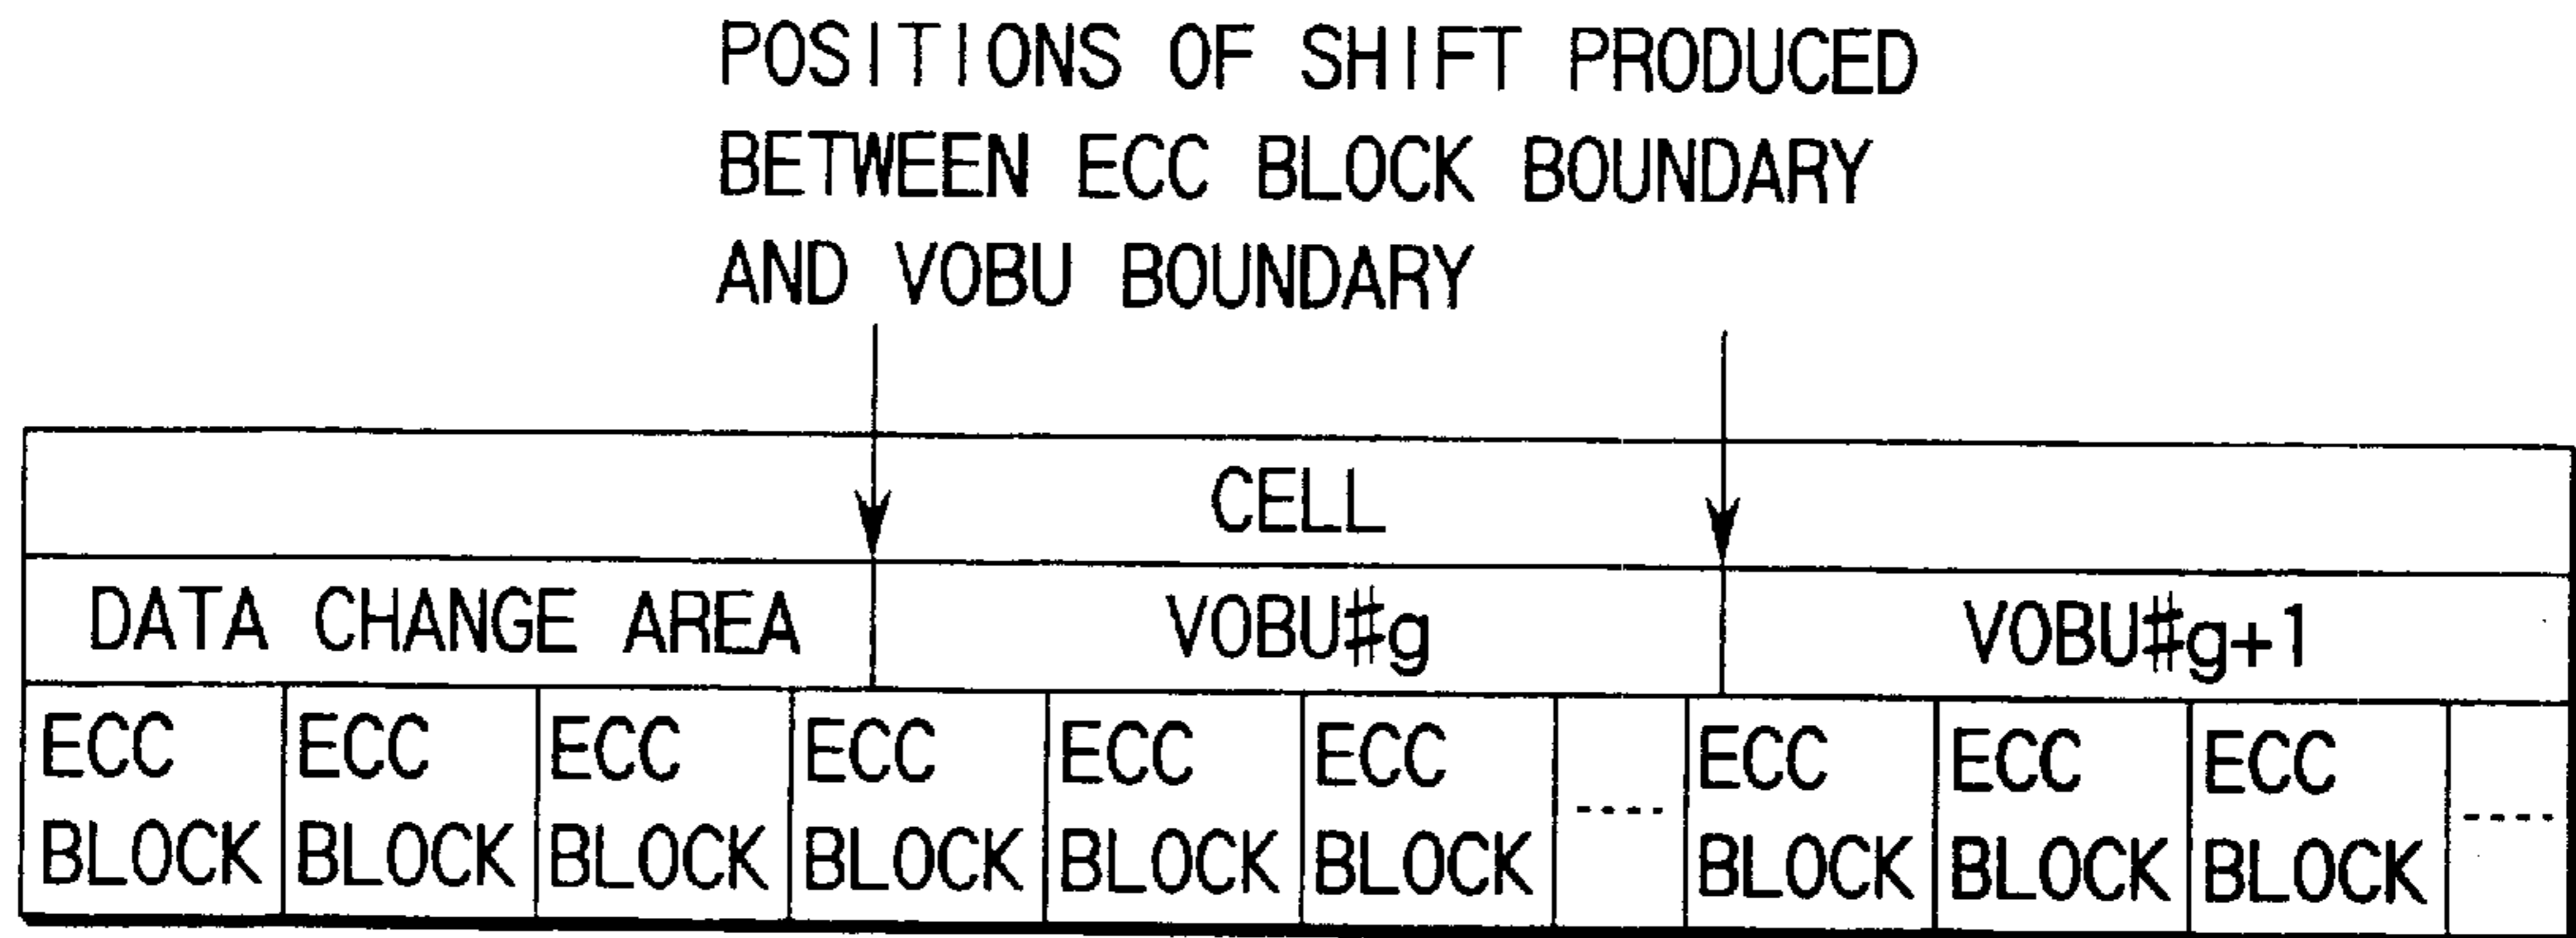 POSITIONS OF SHIFT PRODUCED
BETWEEN ECC BLOCK BOUNDARY
AND VOBU BOUNDARY
CELL
DATA CHANGE AREA VOBU#g VOBU#g+1
ECC ECC ECC ECC ECC ECC ---- ECC ECC ECC ----
BLOCK BLOCK BLOCK BLOCK BLOCK BLOCK BLOCK BLOCK BLOCK